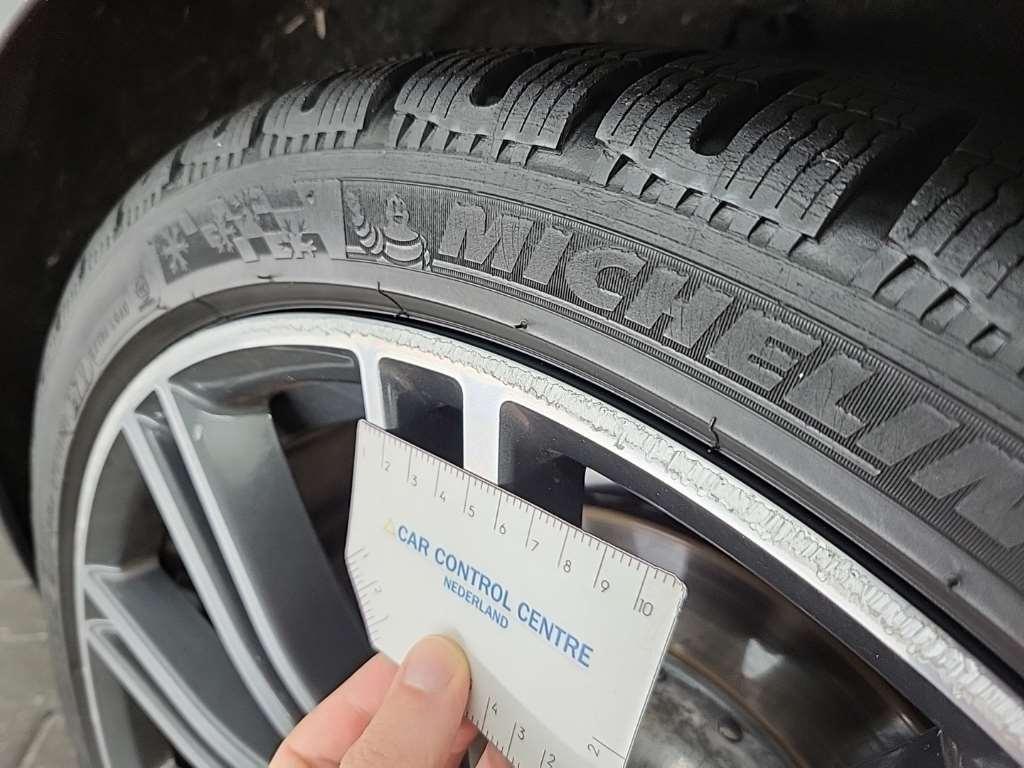 MICHELIN
2 3 4 5 6 7 8 9 10
CAR CONTROL CENTRE
NEDERLAND
4 3 2
2